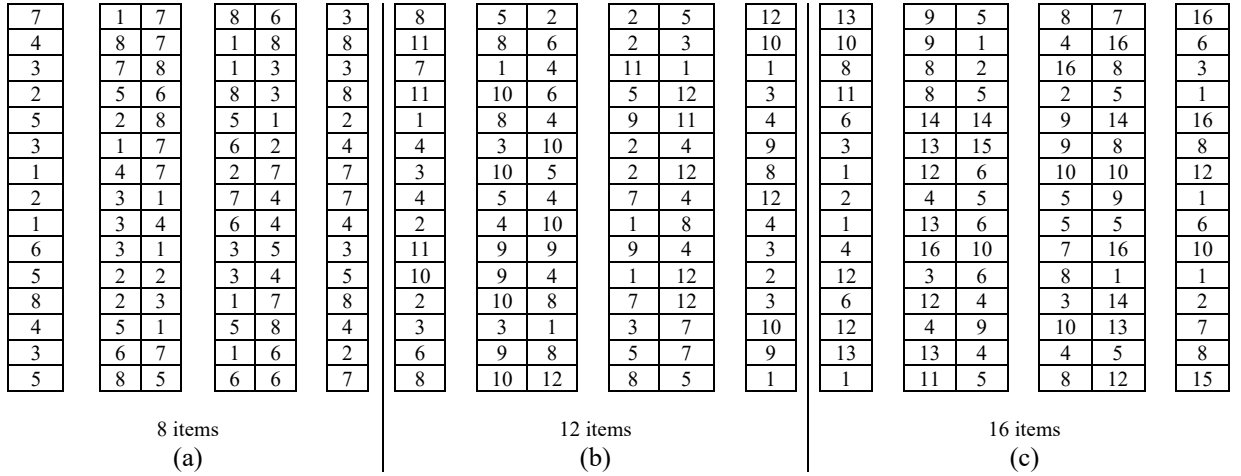 7 1 7 8 6 3 8 5 2 2 5 12 13 9 5 8 7 16
4 8 7 1 8 8 11 8 6 2 3 10 10 9 1 4 16 6
3 7 8 1 3 3 7 1 4 11 1 1 8 8 2 16 8 3
2 5 6 8 3 8 11 10 6 5 12 3 11 8 5 2 5 1
5 2 8 5 1 2 1 8 4 9 11 4 6 14 14 9 14 16
3 1 7 6 2 4 4 3 10 2 4 9 3 13 15 9 8 8
1 4 7 2 7 7 3 10 5 2 12 8 1 12 6 10 10 12
2 3 1 7 4 7 4 5 4 7 4 12 2 4 5 5 9 1
1 3 4 6 4 4 2 4 10 1 8 4 1 13 6 5 5 6
6 3 1 3 5 3 11 9 9 9 4 3 4 16 10 7 16 10
5 2 2 3 4 5 10 9 4 1 12 2 12 3 6 8 1 1
8 2 3 1 7 8 2 10 8 7 12 3 6 12 4 3 14 2
4 5 1 5 8 4 3 3 1 3 7 10 12 4 9 10 13 7
3 6 7 1 6 2 6 9 8 5 7 9 13 13 4 4 5 8
5 8 5 6 6 7 8 10 12 8 5 1 1 11 5 8 12 15
8 items 12 items 16 items
(a) (b) (c)